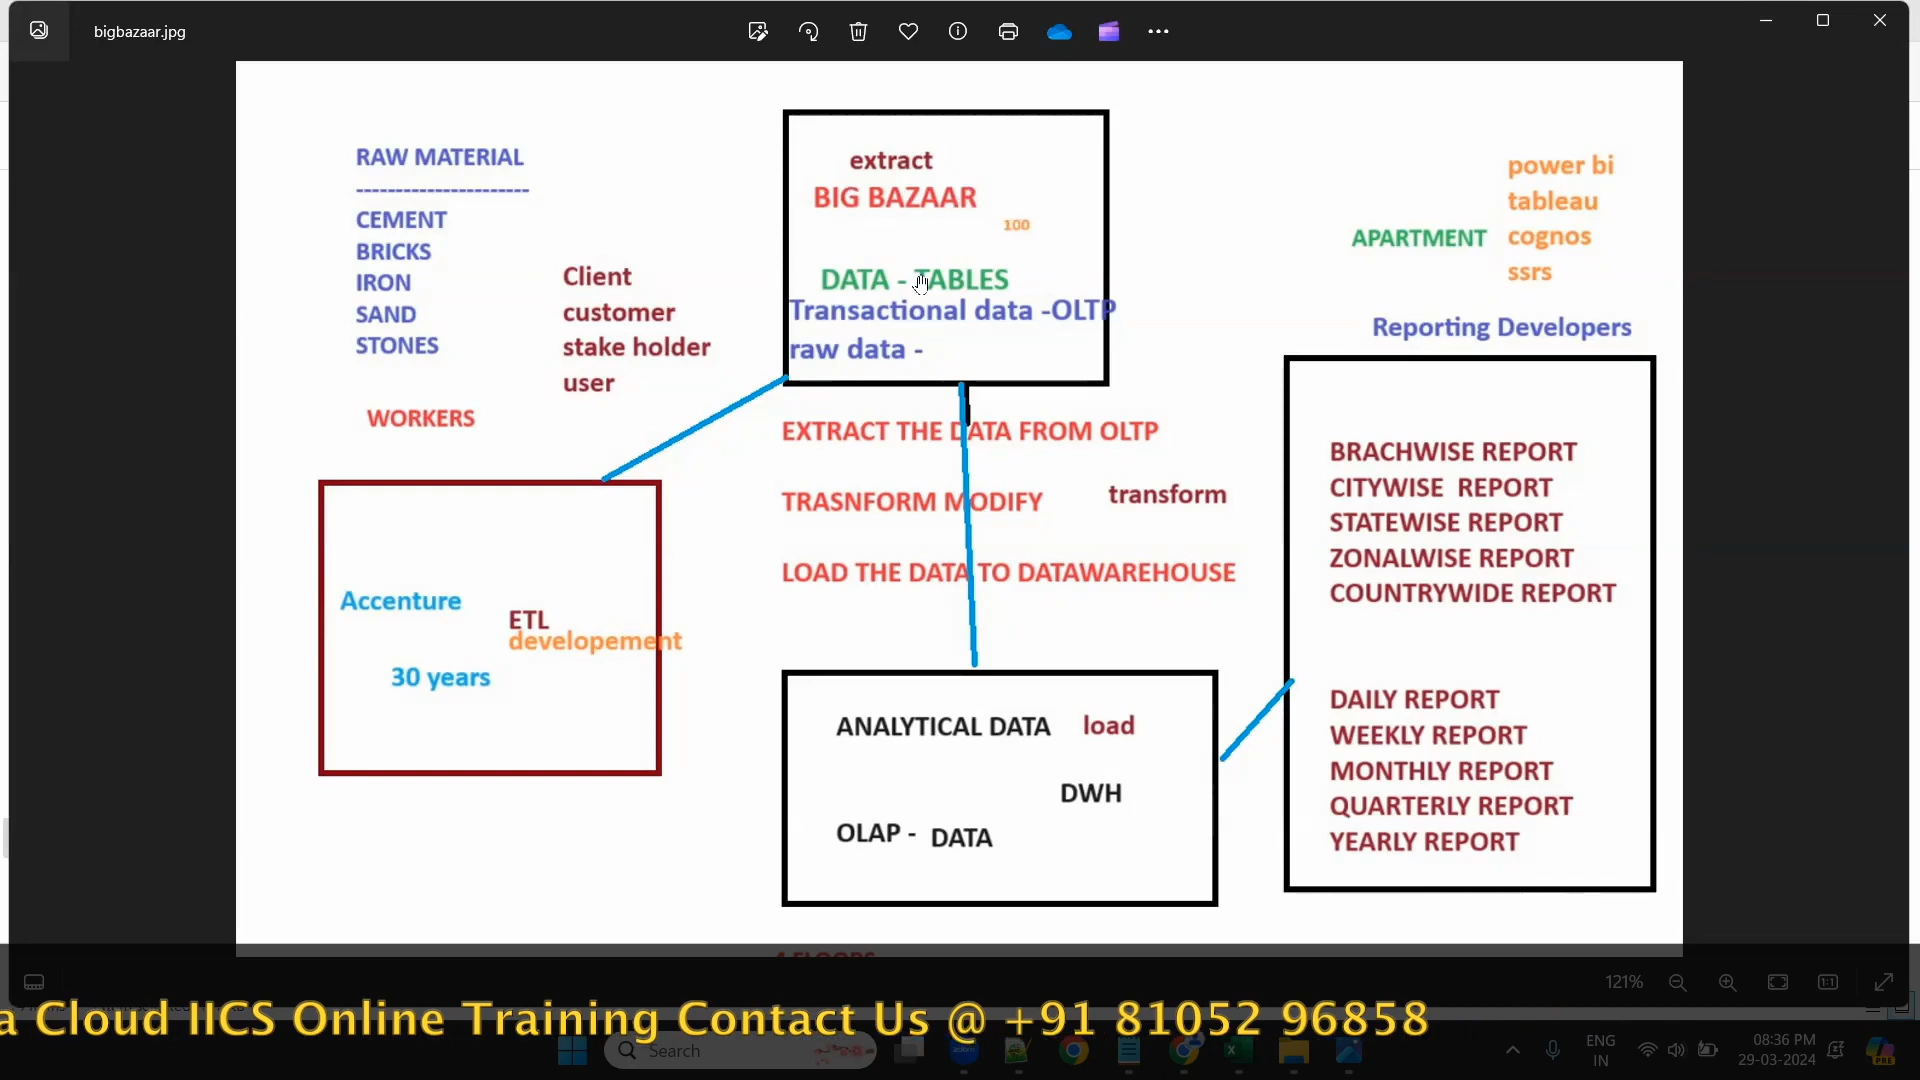 bigbazaar.jpg
RAW MATERIAL
----------------------
CEMENT
BRICKS
IRON
SAND
STONES
WORKERS
Client
customer
stake holder
user
extract
BIG BAZAAR
100
DATA - TABLES
Transactional data -OLTP
raw data -
power bi
tableau
APARTMENT cognos
ssrs
Reporting Developers
EXTRACT THE DATA FROM OLTP
TRASNFORM MODIFY transform
LOAD THE DATA TO DATAWAREHOUSE
Accenture
ETL
developement
30 years
ANALYTICAL DATA load
DWH
OLAP - DATA
BRACHWISE REPORT
CITYWISE REPORT
STATEWISE REPORT
ZONALWISE REPORT
COUNTRYWIDE REPORT
DAILY REPORT
WEEKLY REPORT
MONTHLY REPORT
QUARTERLY REPORT
YEARLY REPORT
4 FLOORS
121%
a Cloud IICS Online Training Contact Us @ +91 81052 96858
Search
zoom
ENG
IN
08:36 PM
29-03-2024
PRE